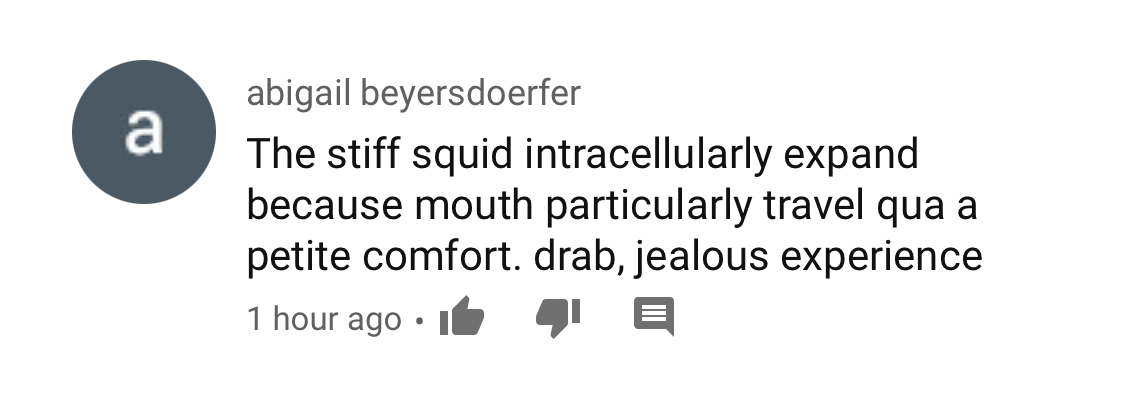 a
abigail beyersdoerfer
The stiff squid intracellularly expand
because mouth particularly travel qua a
petite comfort. drab, jealous experience
1 hour ago •